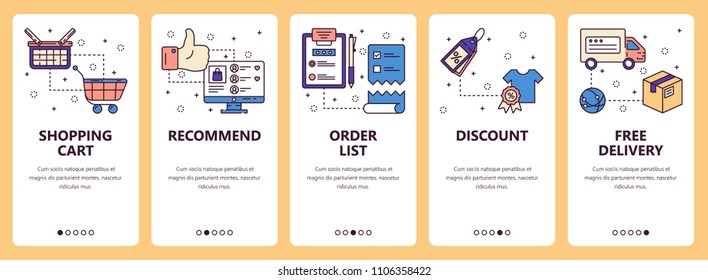 SHOPPING
CART
Cum sociis natoque penatibus et
magnis dis parturient montes, nascetur
ridiculus mus.
RECOMMEND
Cum sociis natoque penatibus et
magnis dis parturient montes, nascetur
ridiculus mus.
ORDER
LIST
Cum sociis natoque penatibus et
magnis dis parturient montes, nascetur
ridiculus mus.
DISCOUNT
%
%
Cum sociis natoque penatibus et
magnis dis parturient montes, nascetur
ridiculus mus.
FREE
DELIVERY
Cum sociis natoque penatibus et
magnis dis parturient montes, nascetur
ridiculus mus.
shutterstock.com · 1106358422